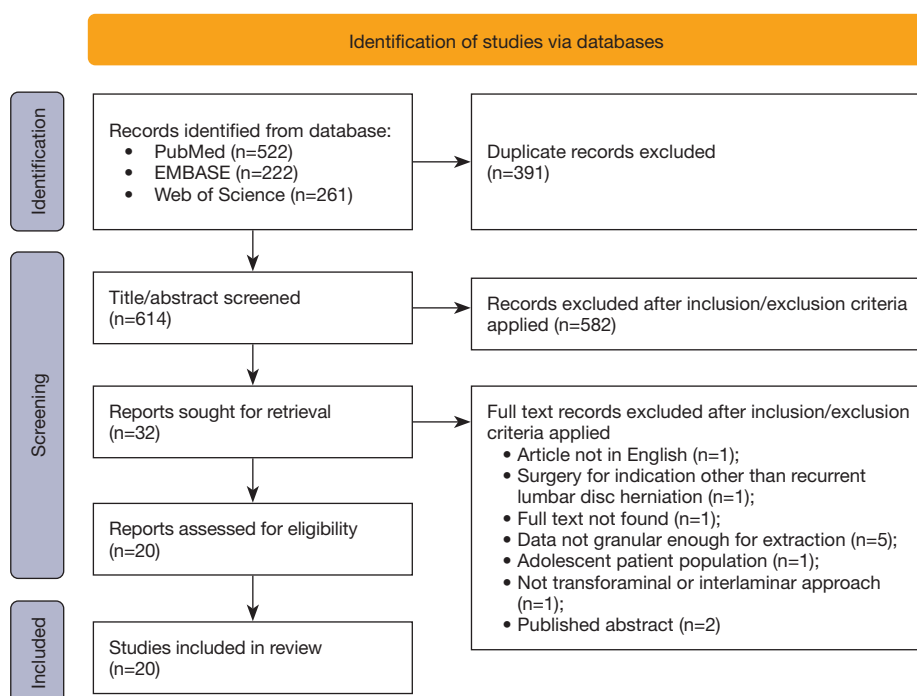 Identification of studies via databases
Identification
Records identified from database:
• PubMed (n=522)
• EMBASE (n=222)
• Web of Science (n=261)
Duplicate records excluded
(n=391)
Screening
Title/abstract screened
(n=614)
Records excluded after inclusion/exclusion criteria
applied (n=582)
Reports sought for retrieval
(n=32)
Full text records excluded after inclusion/exclusion
criteria applied
• Article not in English (n=1);
• Surgery for indication other than recurrent
lumbar disc herniation (n=1);
• Full text not found (n=1);
• Data not granular enough for extraction (n=5);
• Adolescent patient population (n=1);
• Not transforaminal or interlaminar approach
(n=1);
• Published abstract (n=2)
Reports assessed for eligibility
(n=20)
Included
Studies included in review
(n=20)